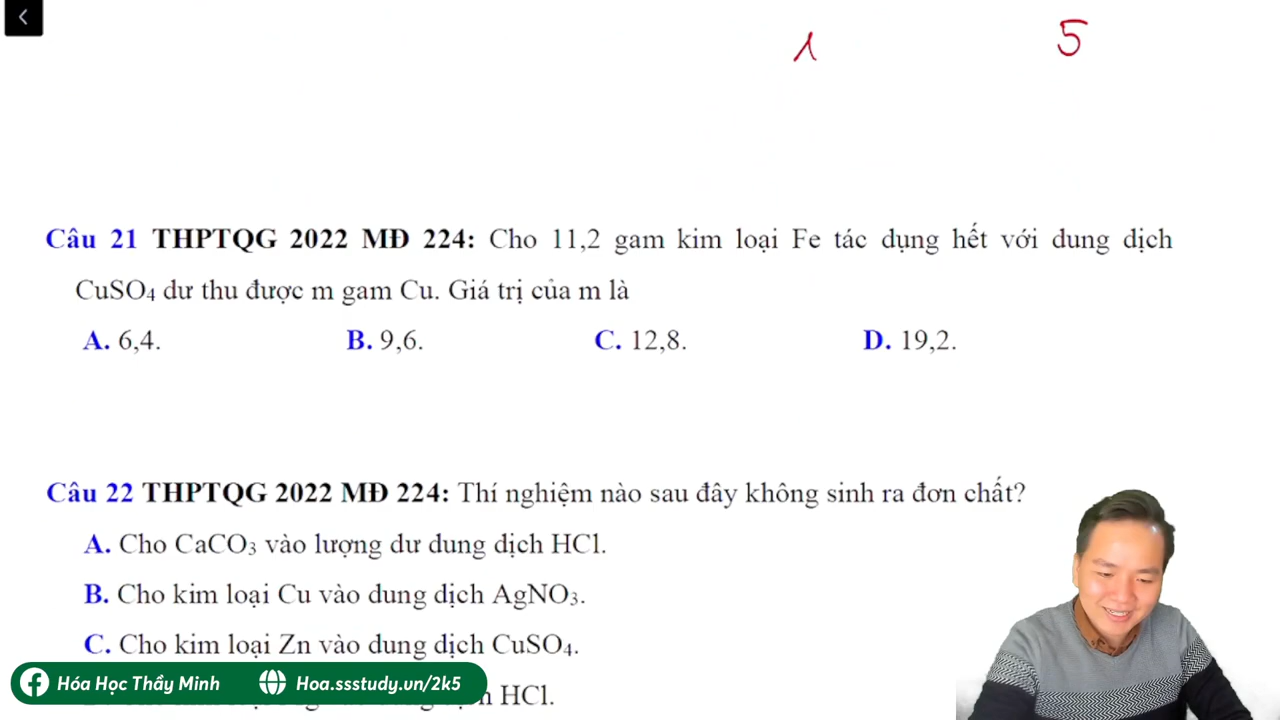 1 5
Câu 21 THPTQG 2022 MĐ 224: Cho 11,2 gam kim loại Fe tác dụng hết với dung dịch
CuSO₄ dư thu được m gam Cu. Giá trị của m là
A. 6,4. B. 9,6. C. 12,8. D. 19,2.
Câu 22 THPTQG 2022 MĐ 224: Thí nghiệm nào sau đây không sinh ra đơn chất?
A. Cho CaCO₃ vào lượng dư dung dịch HCl.
B. Cho kim loại Cu vào dung dịch AgNO₃.
C. Cho kim loại Zn vào dung dịch CuSO₄.
HCl.
Hóa Học Thầy Minh Hoa.ssstudy.vn/2k5